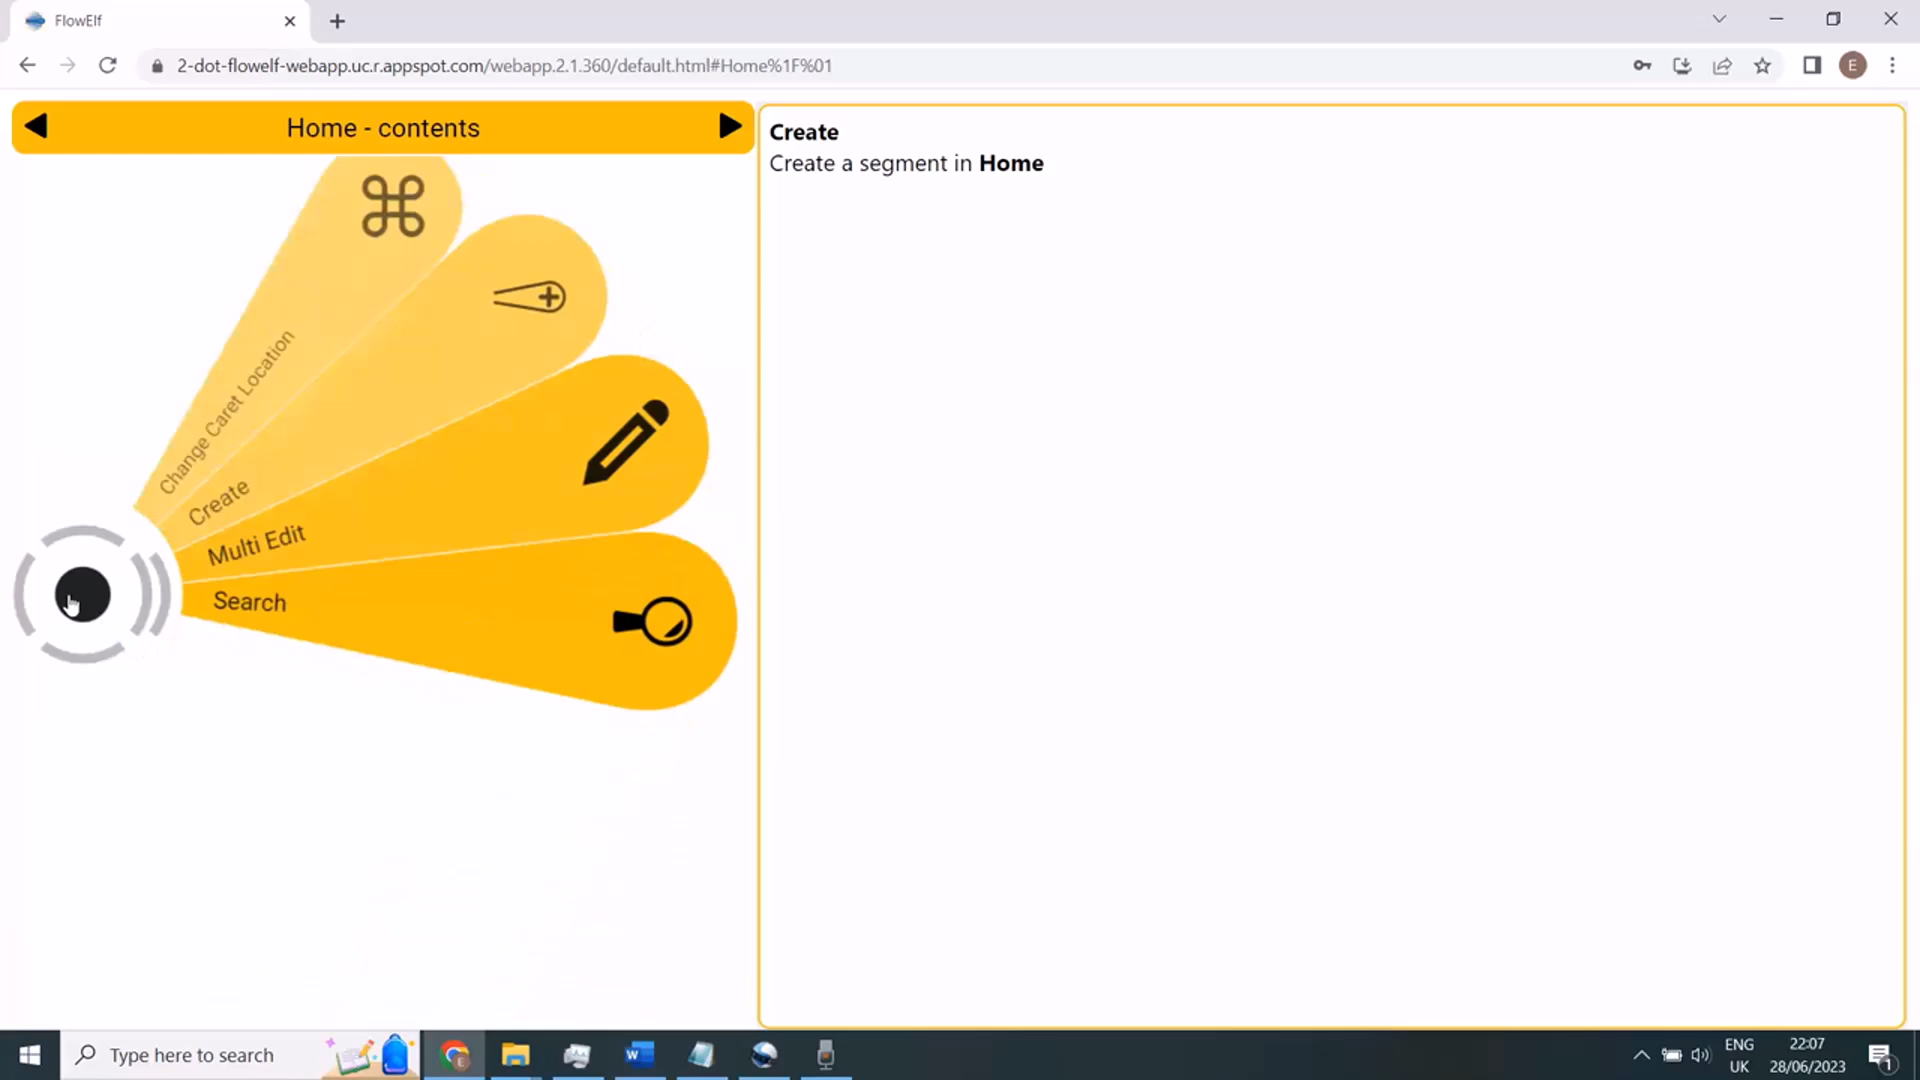 FlowElf
2-dot-flowelf-webapp.uc.r.appspot.com/webapp.2.1.360/default.html#Home%1F%01
E
Home - contents
Create
Create a segment in Home
Change Caret Location
Create
Multi Edit
Search
Type here to search
E
W
ENG
UK
22:07
28/06/2023
1